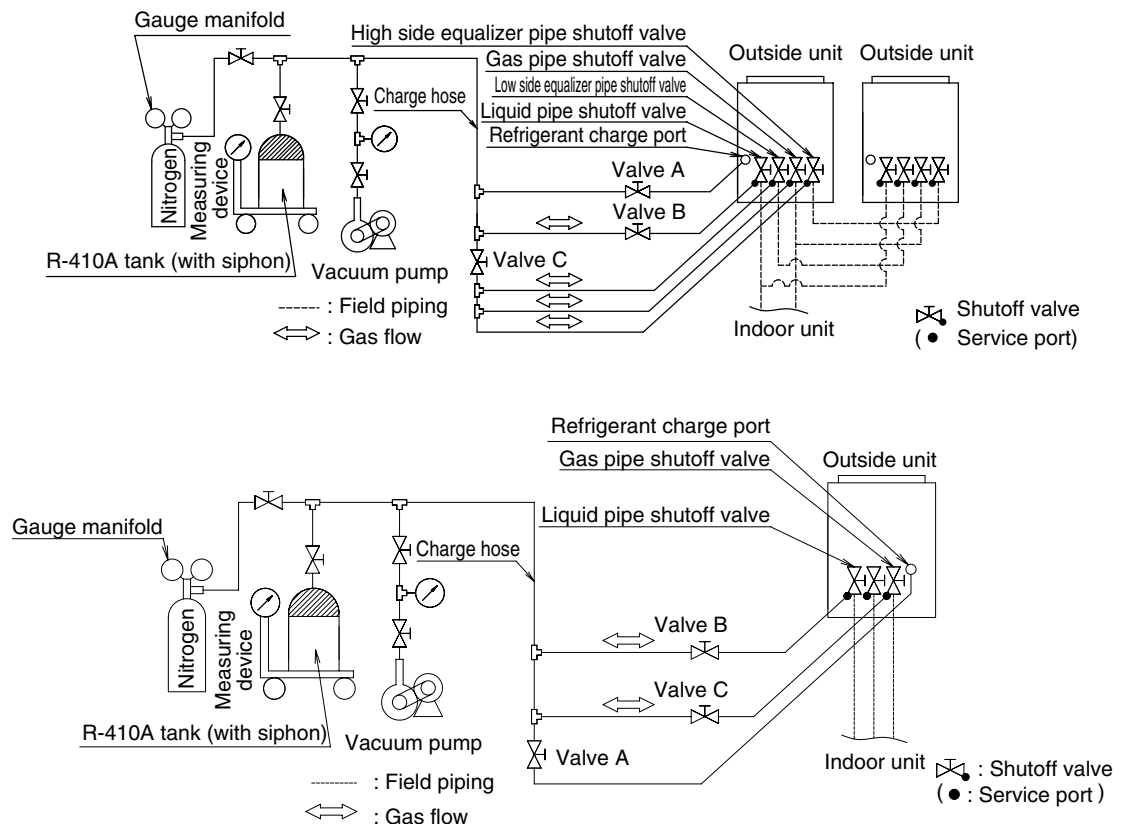 Gauge manifold
High side equalizer pipe shutoff valve
Gas pipe shutoff valve
Low side equalizer pipe shutoff valve
Liquid pipe shutoff valve
Refrigerant charge port
Outside unit
Outside unit
Charge hose
Nitrogen
Measuring
device
Valve A
Valve B
R-410A tank (with siphon)
Vacuum pump
Valve C
: Field piping
: Gas flow
Indoor unit
Shutoff valve
( ● Service port)
Refrigerant charge port
Gas pipe shutoff valve
Outside unit
Liquid pipe shutoff valve
Gauge manifold
Charge hose
Nitrogen
Measuring
device
Valve B
Valve C
R-410A tank (with siphon)
Vacuum pump
Valve A
Indoor unit
: Field piping
: Gas flow
: Shutoff valve
( ● : Service port )